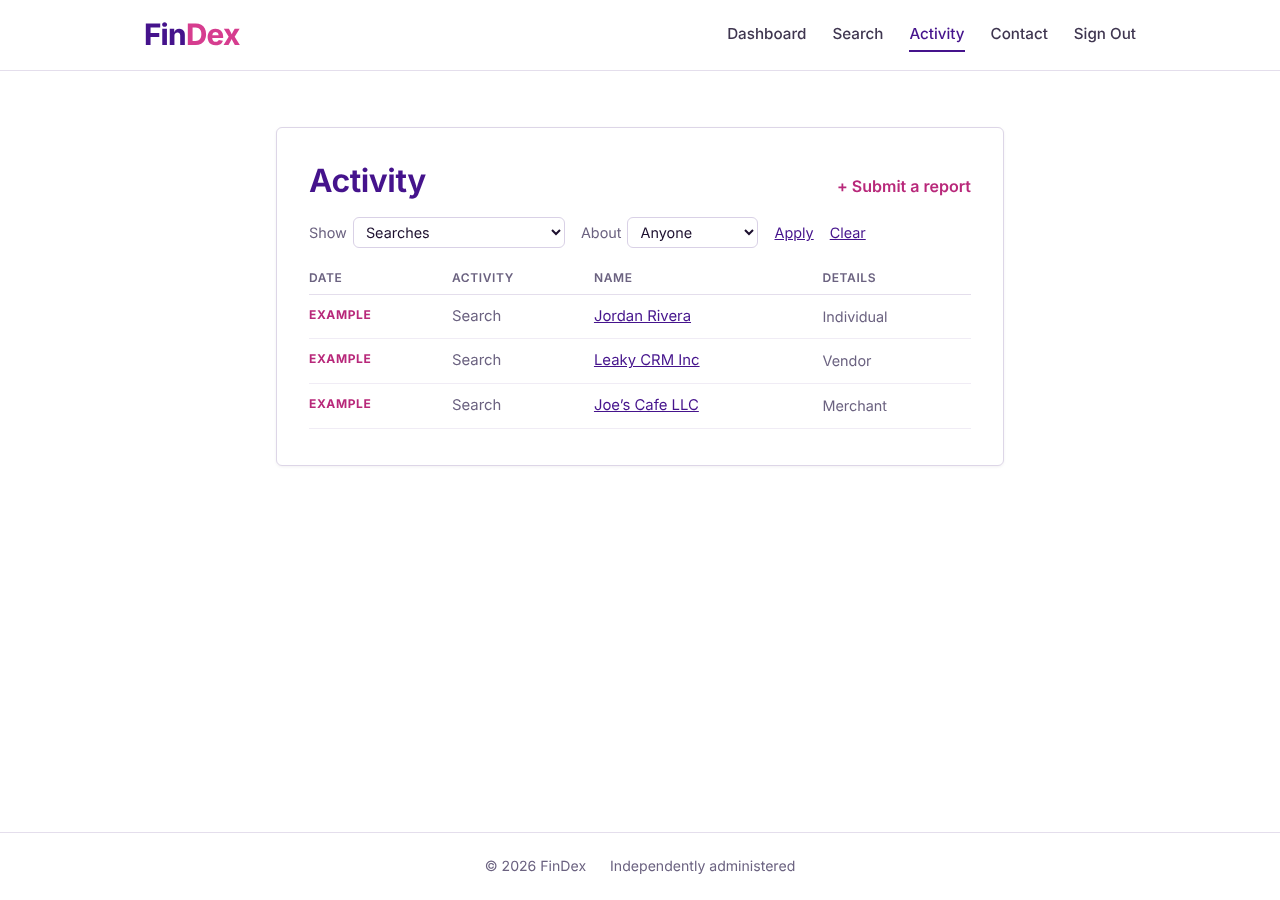 FinDex Dashboard Search Activity Contact Sign Out
Activity + Submit a report
Show Searches About Anyone Apply Clear
DATE ACTIVITY NAME DETAILS
EXAMPLE Search Jordan Rivera Individual
EXAMPLE Search Leaky CRM Inc Vendor
EXAMPLE Search Joe’s Cafe LLC Merchant
© 2026 FinDex Independently administered